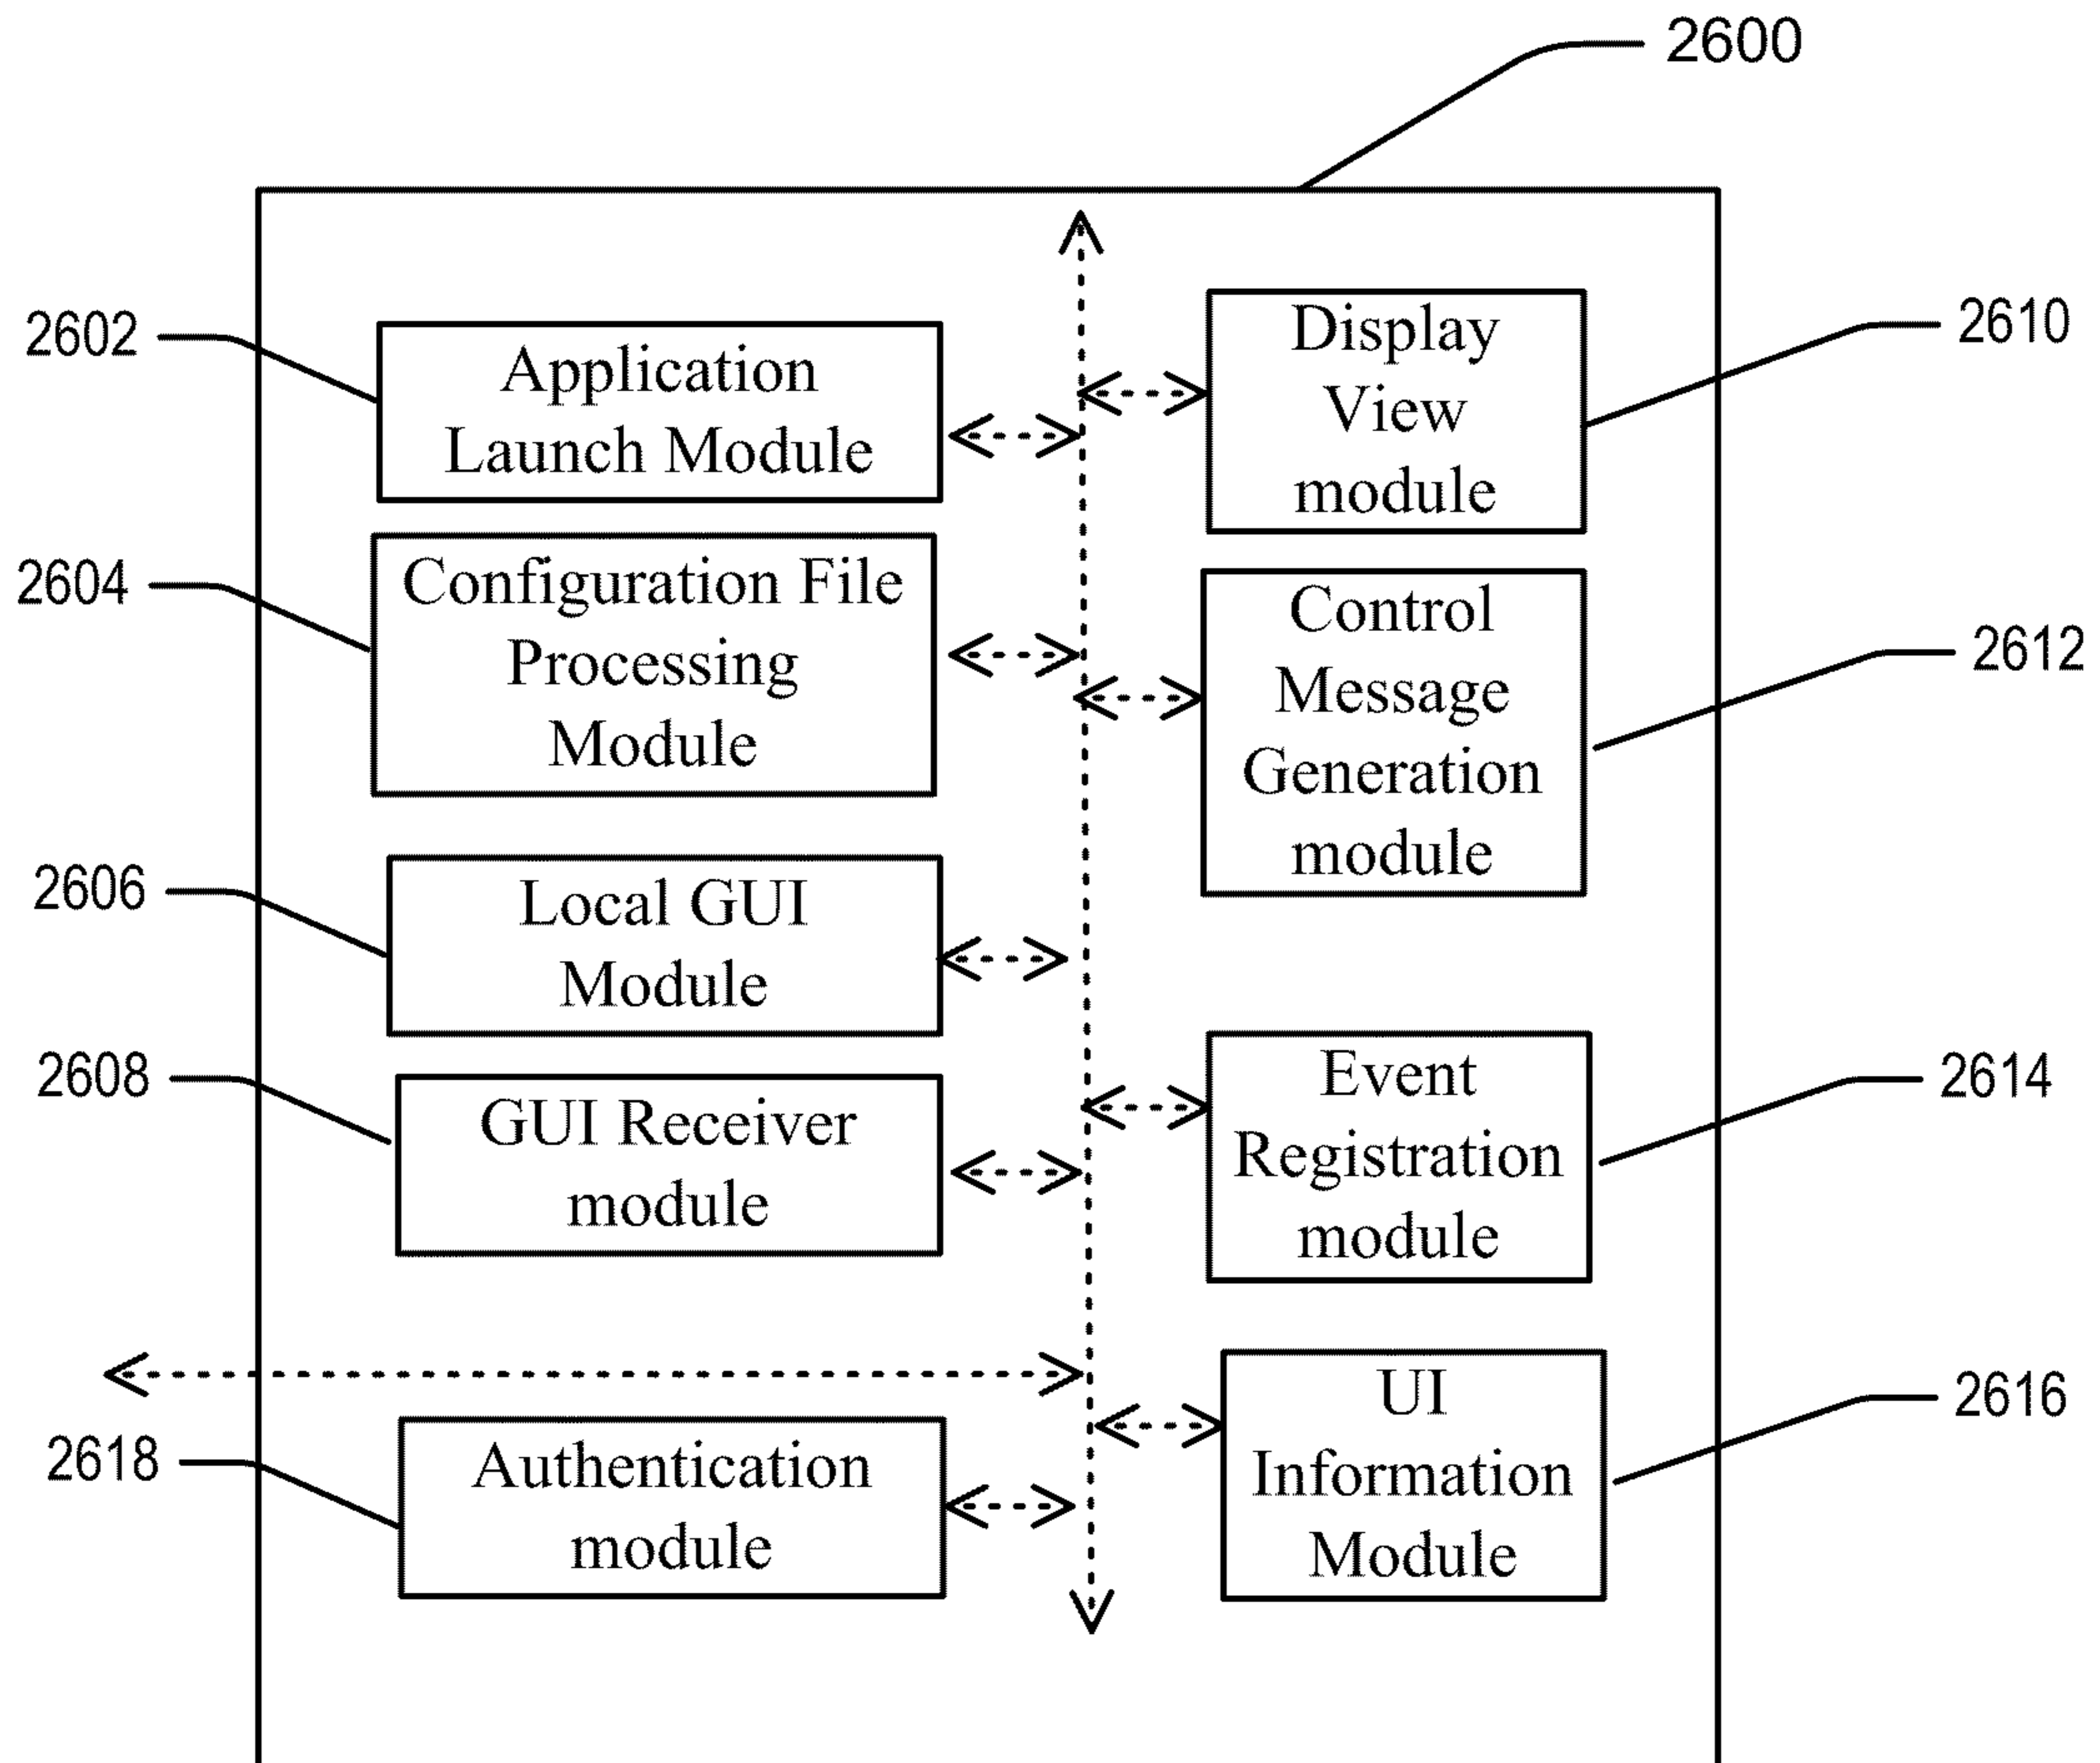 2600
2602
Application
Launch Module
2604
Configuration File
Processing
Module
2606
Local GUI
Module
2608
GUI Receiver
module
2618
Authentication
module
Display
View
module
2610
Control
Message
Generation
module
2612
Event
Registration
module
2614
UI
Information
Module
2616